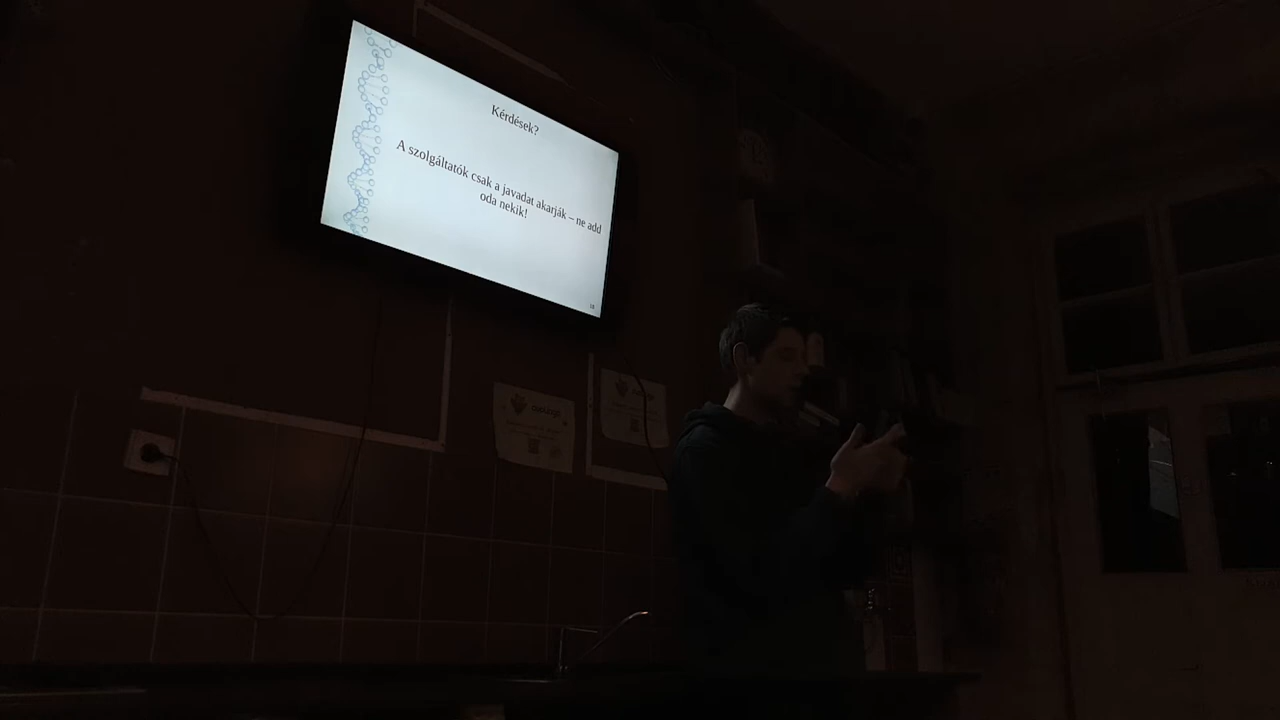 Kérdések?
A szolgáltatók csak a javadat akarják – ne add
oda nekik!